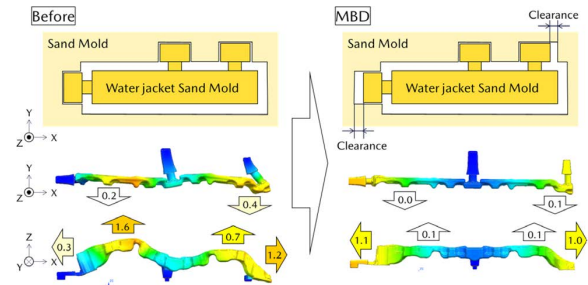 Before
Sand Mold
Water jacket Sand Mold
Y
Z
X
Y
Z
X
0.2
0.4
1.6
0.3
0.7
1.2
Z
Y
X
MBD
Clearance
Sand Mold
Water jacket Sand Mold
Clearance
Y
Z
X
Y
Z
X
0.0
0.1
1.1
0.1
0.1
1.0
Z
Y
X